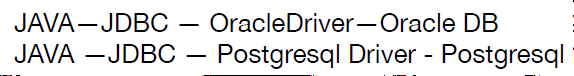 JAVA—JDBC — OracleDriver—Oracle DB
JAVA —JDBC — Postgresql Driver - Postgresql